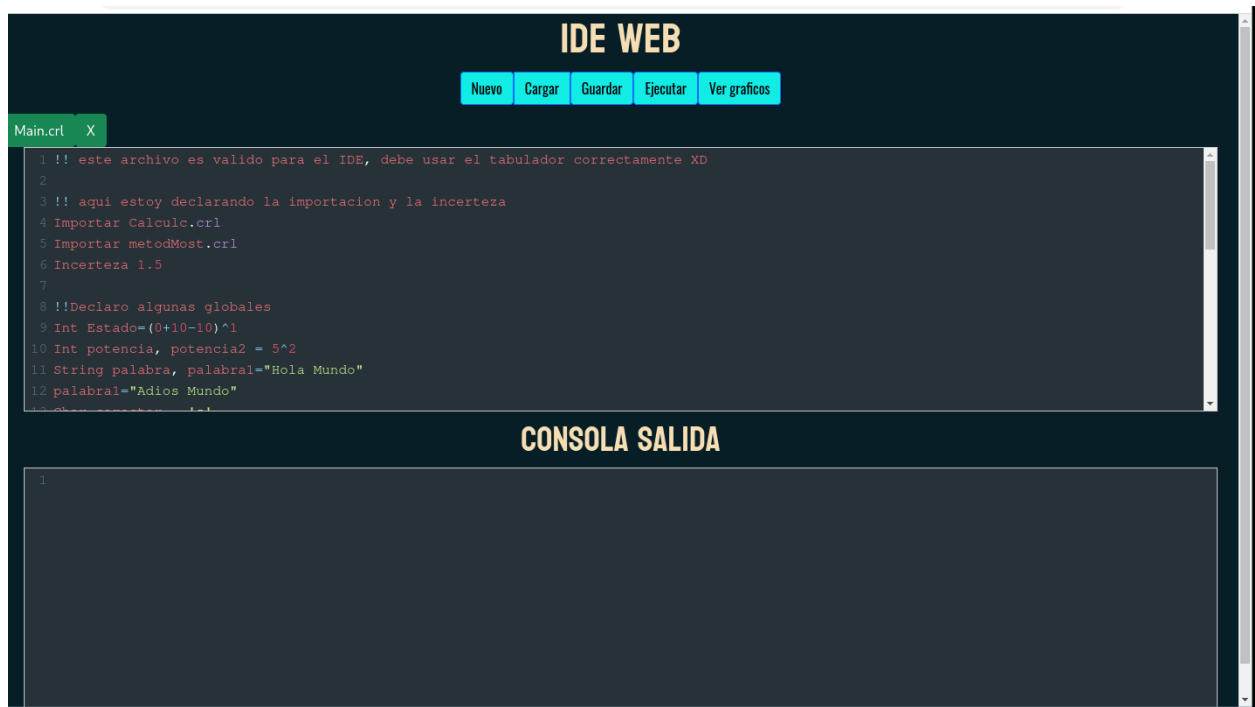 IDE WEB
Nuevo Cargar Guardar Ejecutar Ver graficos
Main.crl X
1 !! este archivo es valido para el IDE, debe usar el tabulador correctamente XD
2
3 !! aqui estoy declarando la importacion y la incerteza
4 Importar Calculc.crl
5 Importar metodMost.crl
6 Incerteza 1.5
7
8 !!Declaro algunas globales
9 Int Estado=(0+10-10)^1
10 Int potencia, potencia2 = 5^2
11 String palabra, palabra1="Hola Mundo"
12 palabra1="Adios Mundo"
CONSOLA SALIDA
1